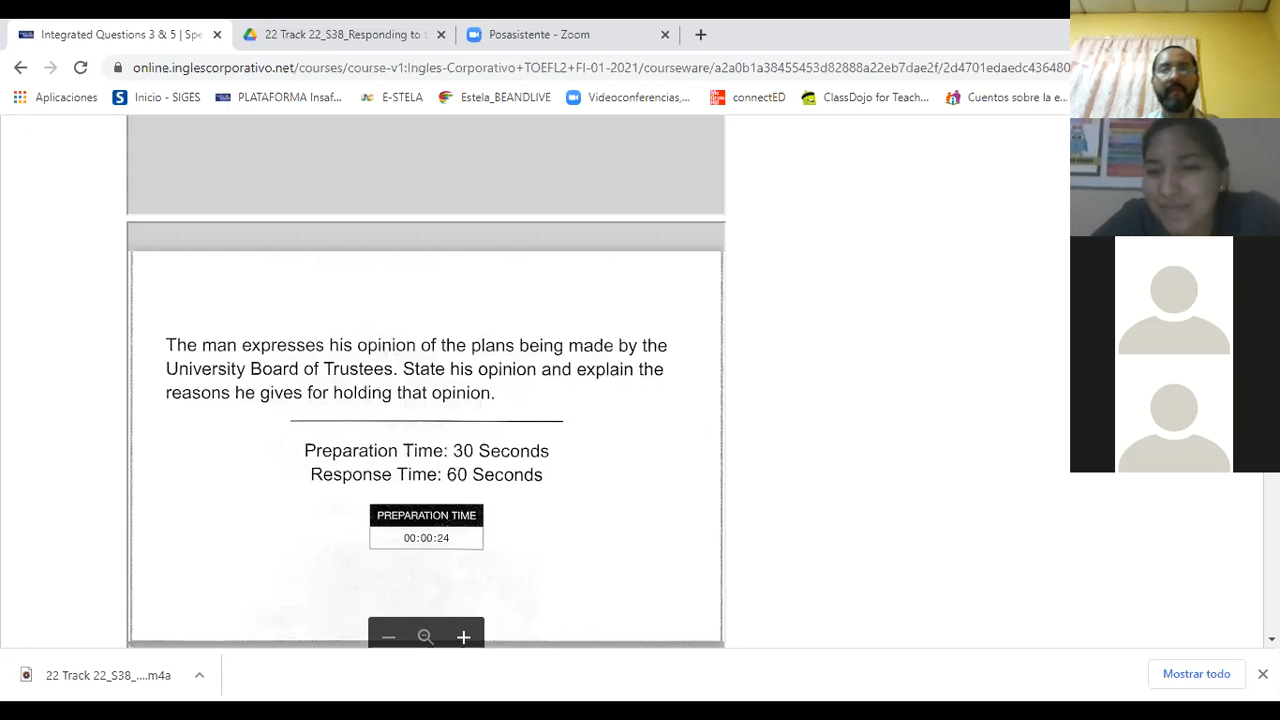 Integrated Questions 3 & 5 | Spe
22 Track 22_S38_Responding to t
Posasistente - Zoom
online.inglescorporativo.net/courses/course-v1:Ingles-Corporativo+TOEFL2+FI-01-2021/courseware/a2a0b1a38455453d82888a22eb7dae2f/2d4701edaedc436480
Aplicaciones
Inicio - SIGES
PLATAFORMA Insaf...
E-STELA
Estela_BEANDLIVE
Videoconferencias,...
connectED
ClassDojo for Teach...
Cuentos sobre la e...
The man expresses his opinion of the plans being made by the
University Board of Trustees. State his opinion and explain the
reasons he gives for holding that opinion.
Preparation Time: 30 Seconds
Response Time: 60 Seconds
PREPARATION TIME
00:00:24
22 Track 22_S38_....m4a
Mostrar todo